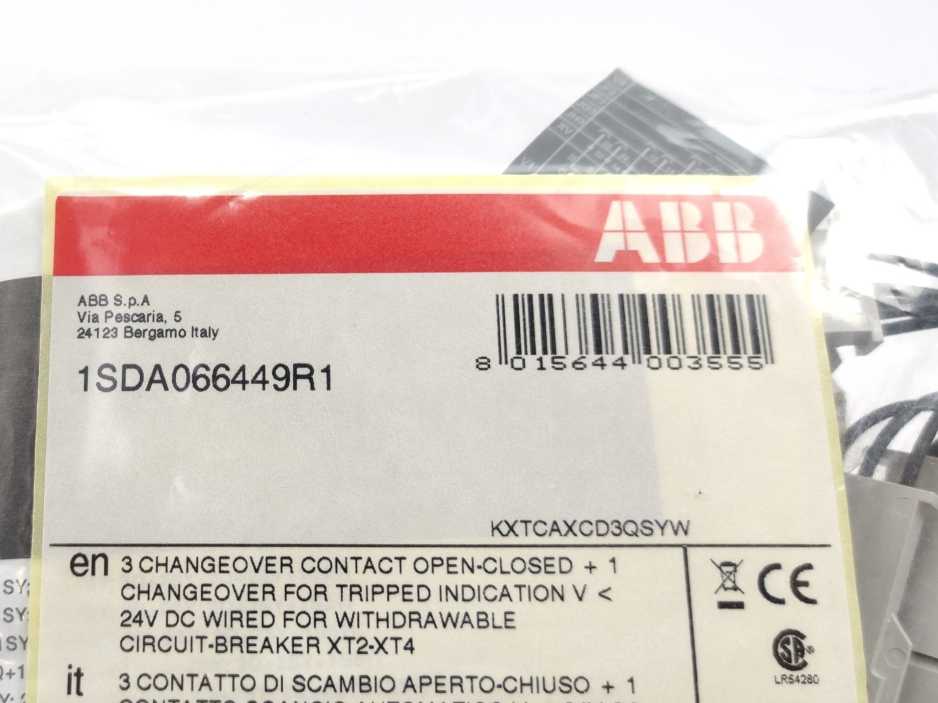 ABB
ABB S.p.A
Via Pescaria, 5
24123 Bergamo Italy
1SDA066449R1
8 015644 003555
KXTCAXCD3QSYW
en 3 CHANGEOVER CONTACT OPEN-CLOSED + 1
CHANGEOVER FOR TRIPPED INDICATION V <
24V DC WIRED FOR WITHDRAWABLE
CIRCUIT-BREAKER XT2-XT4
CE
SA
LR54280
it 3 CONTATTO DI SCAMBIO APERTO-CHIUSO + 1